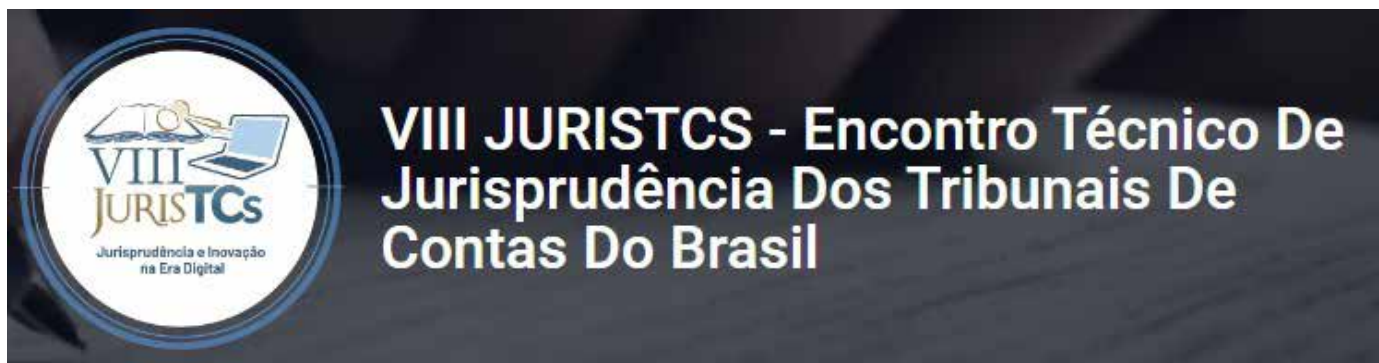 VIII
JURISTCs
Jurisprudência e Inovação
na Era Digital
VIII JURISTCS - Encontro Técnico De
Jurisprudência Dos Tribunais De
Contas Do Brasil